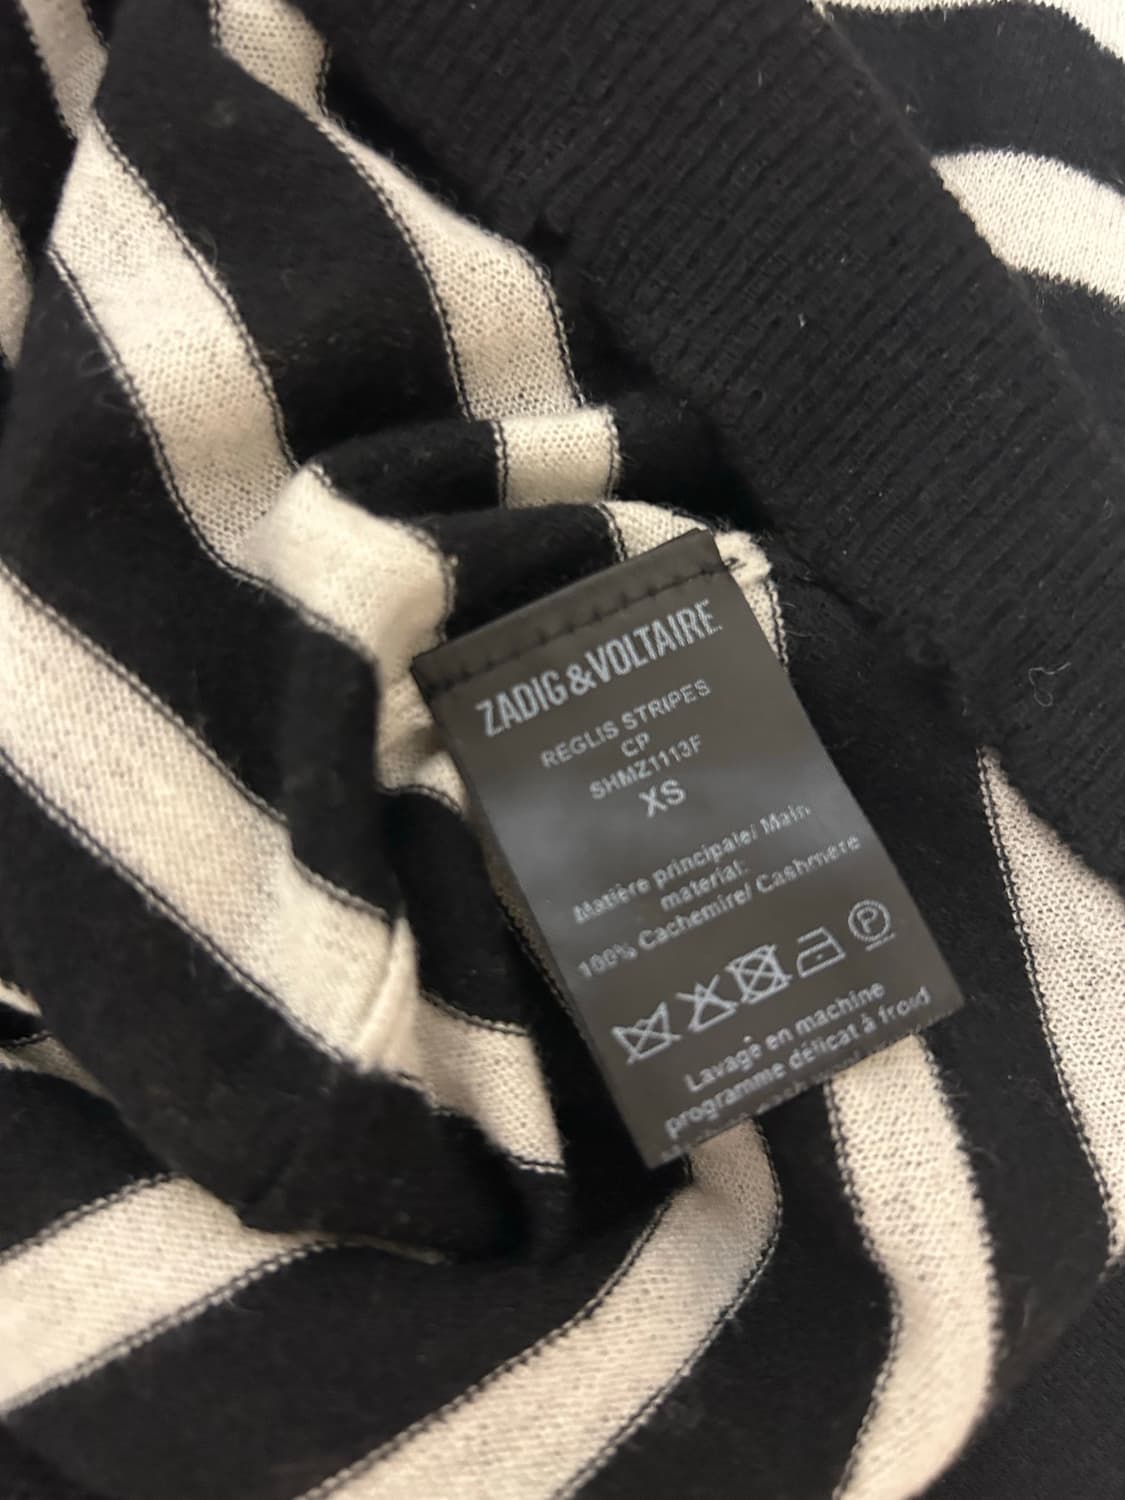 ZADIG&VOLTAIRE
REGLIS STRIPES
CP
SHMZ1113F
XS
Matière principale/ Main
material:
100% Cachemire/ Cashmere
P
Lavage en machine
programme délicat à froid